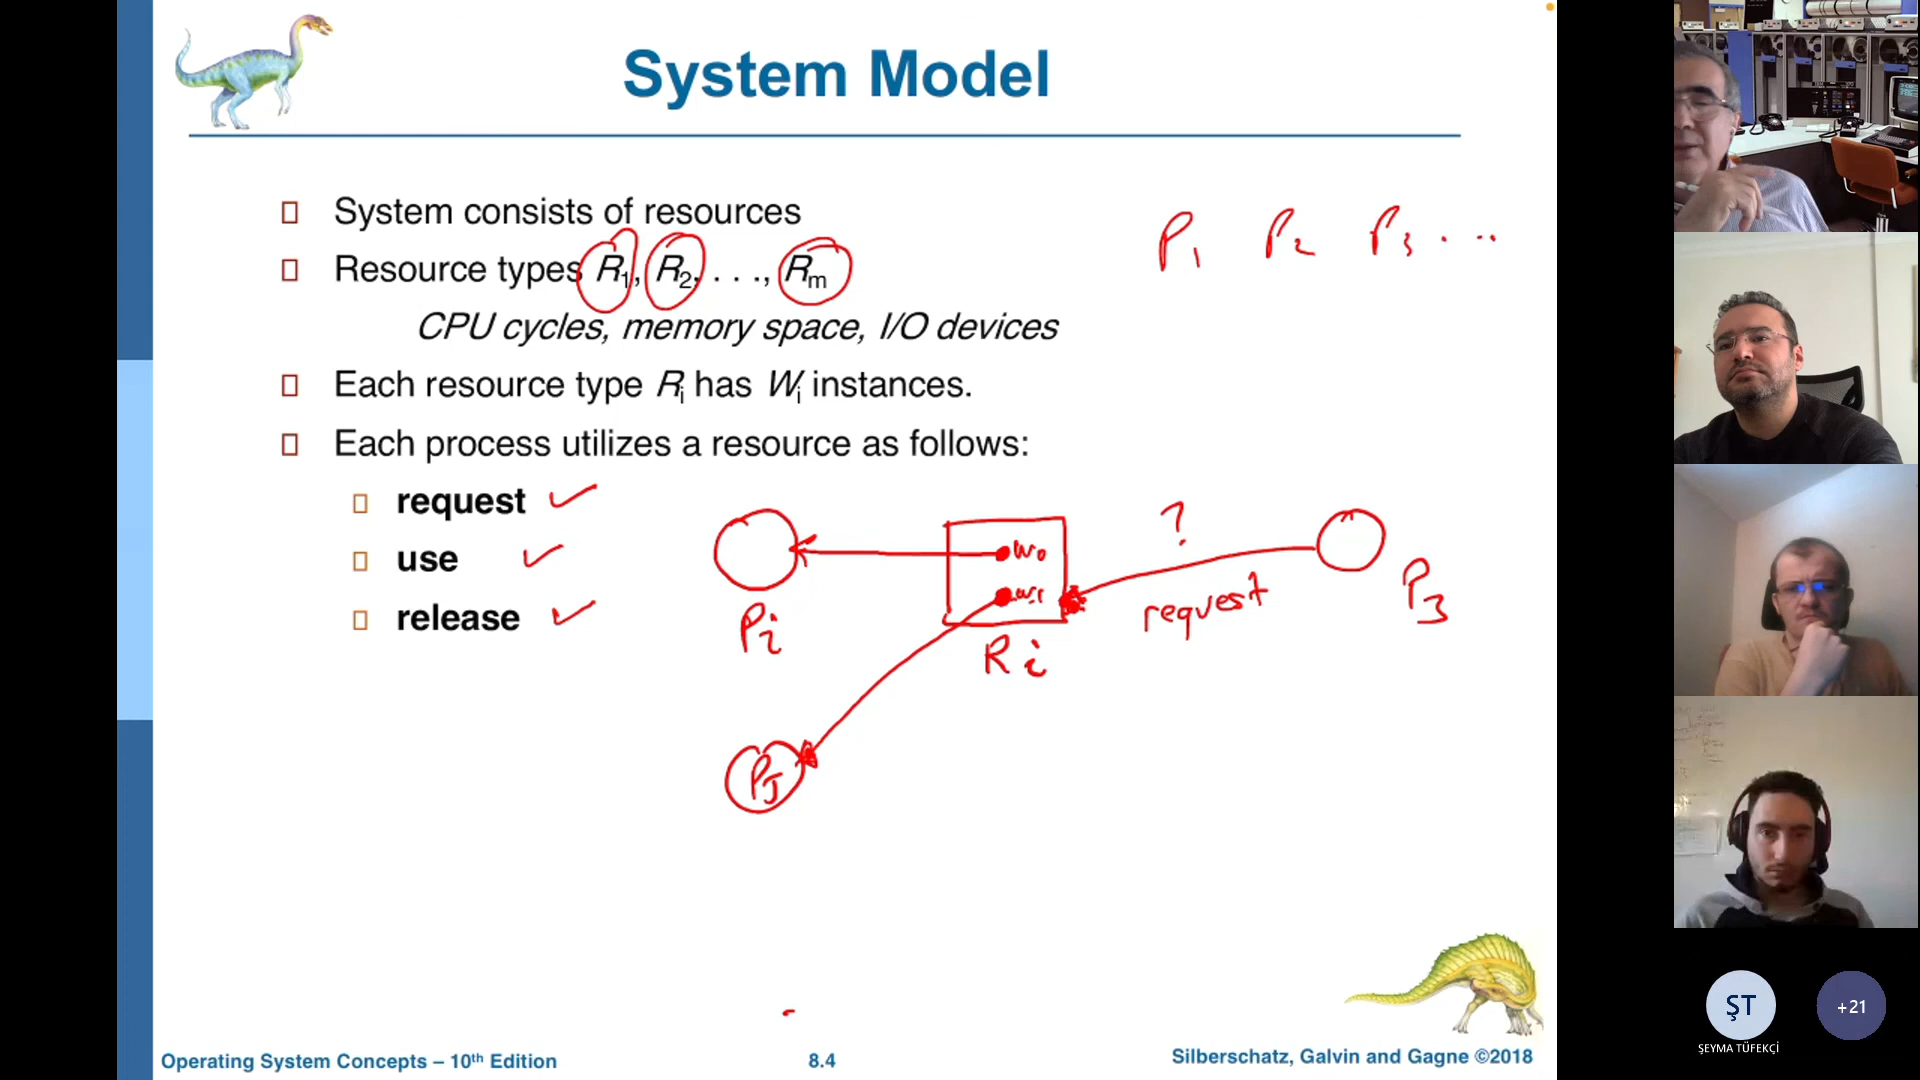 System Model
System consists of resources
Resource types R1, R2, . . ., Rm
CPU cycles, memory space, I/O devices
Each resource type Ri has Wi instances.
Each process utilizes a resource as follows:
request
use
release
P1 P2 P3 . . .
Pi
W0
W1
Ri
?
request
P3
PJ
Operating System Concepts – 10th Edition
8.4
Silberschatz, Galvin and Gagne ©2018
ŞT
+21
ŞEYMA TÜFEKÇİ